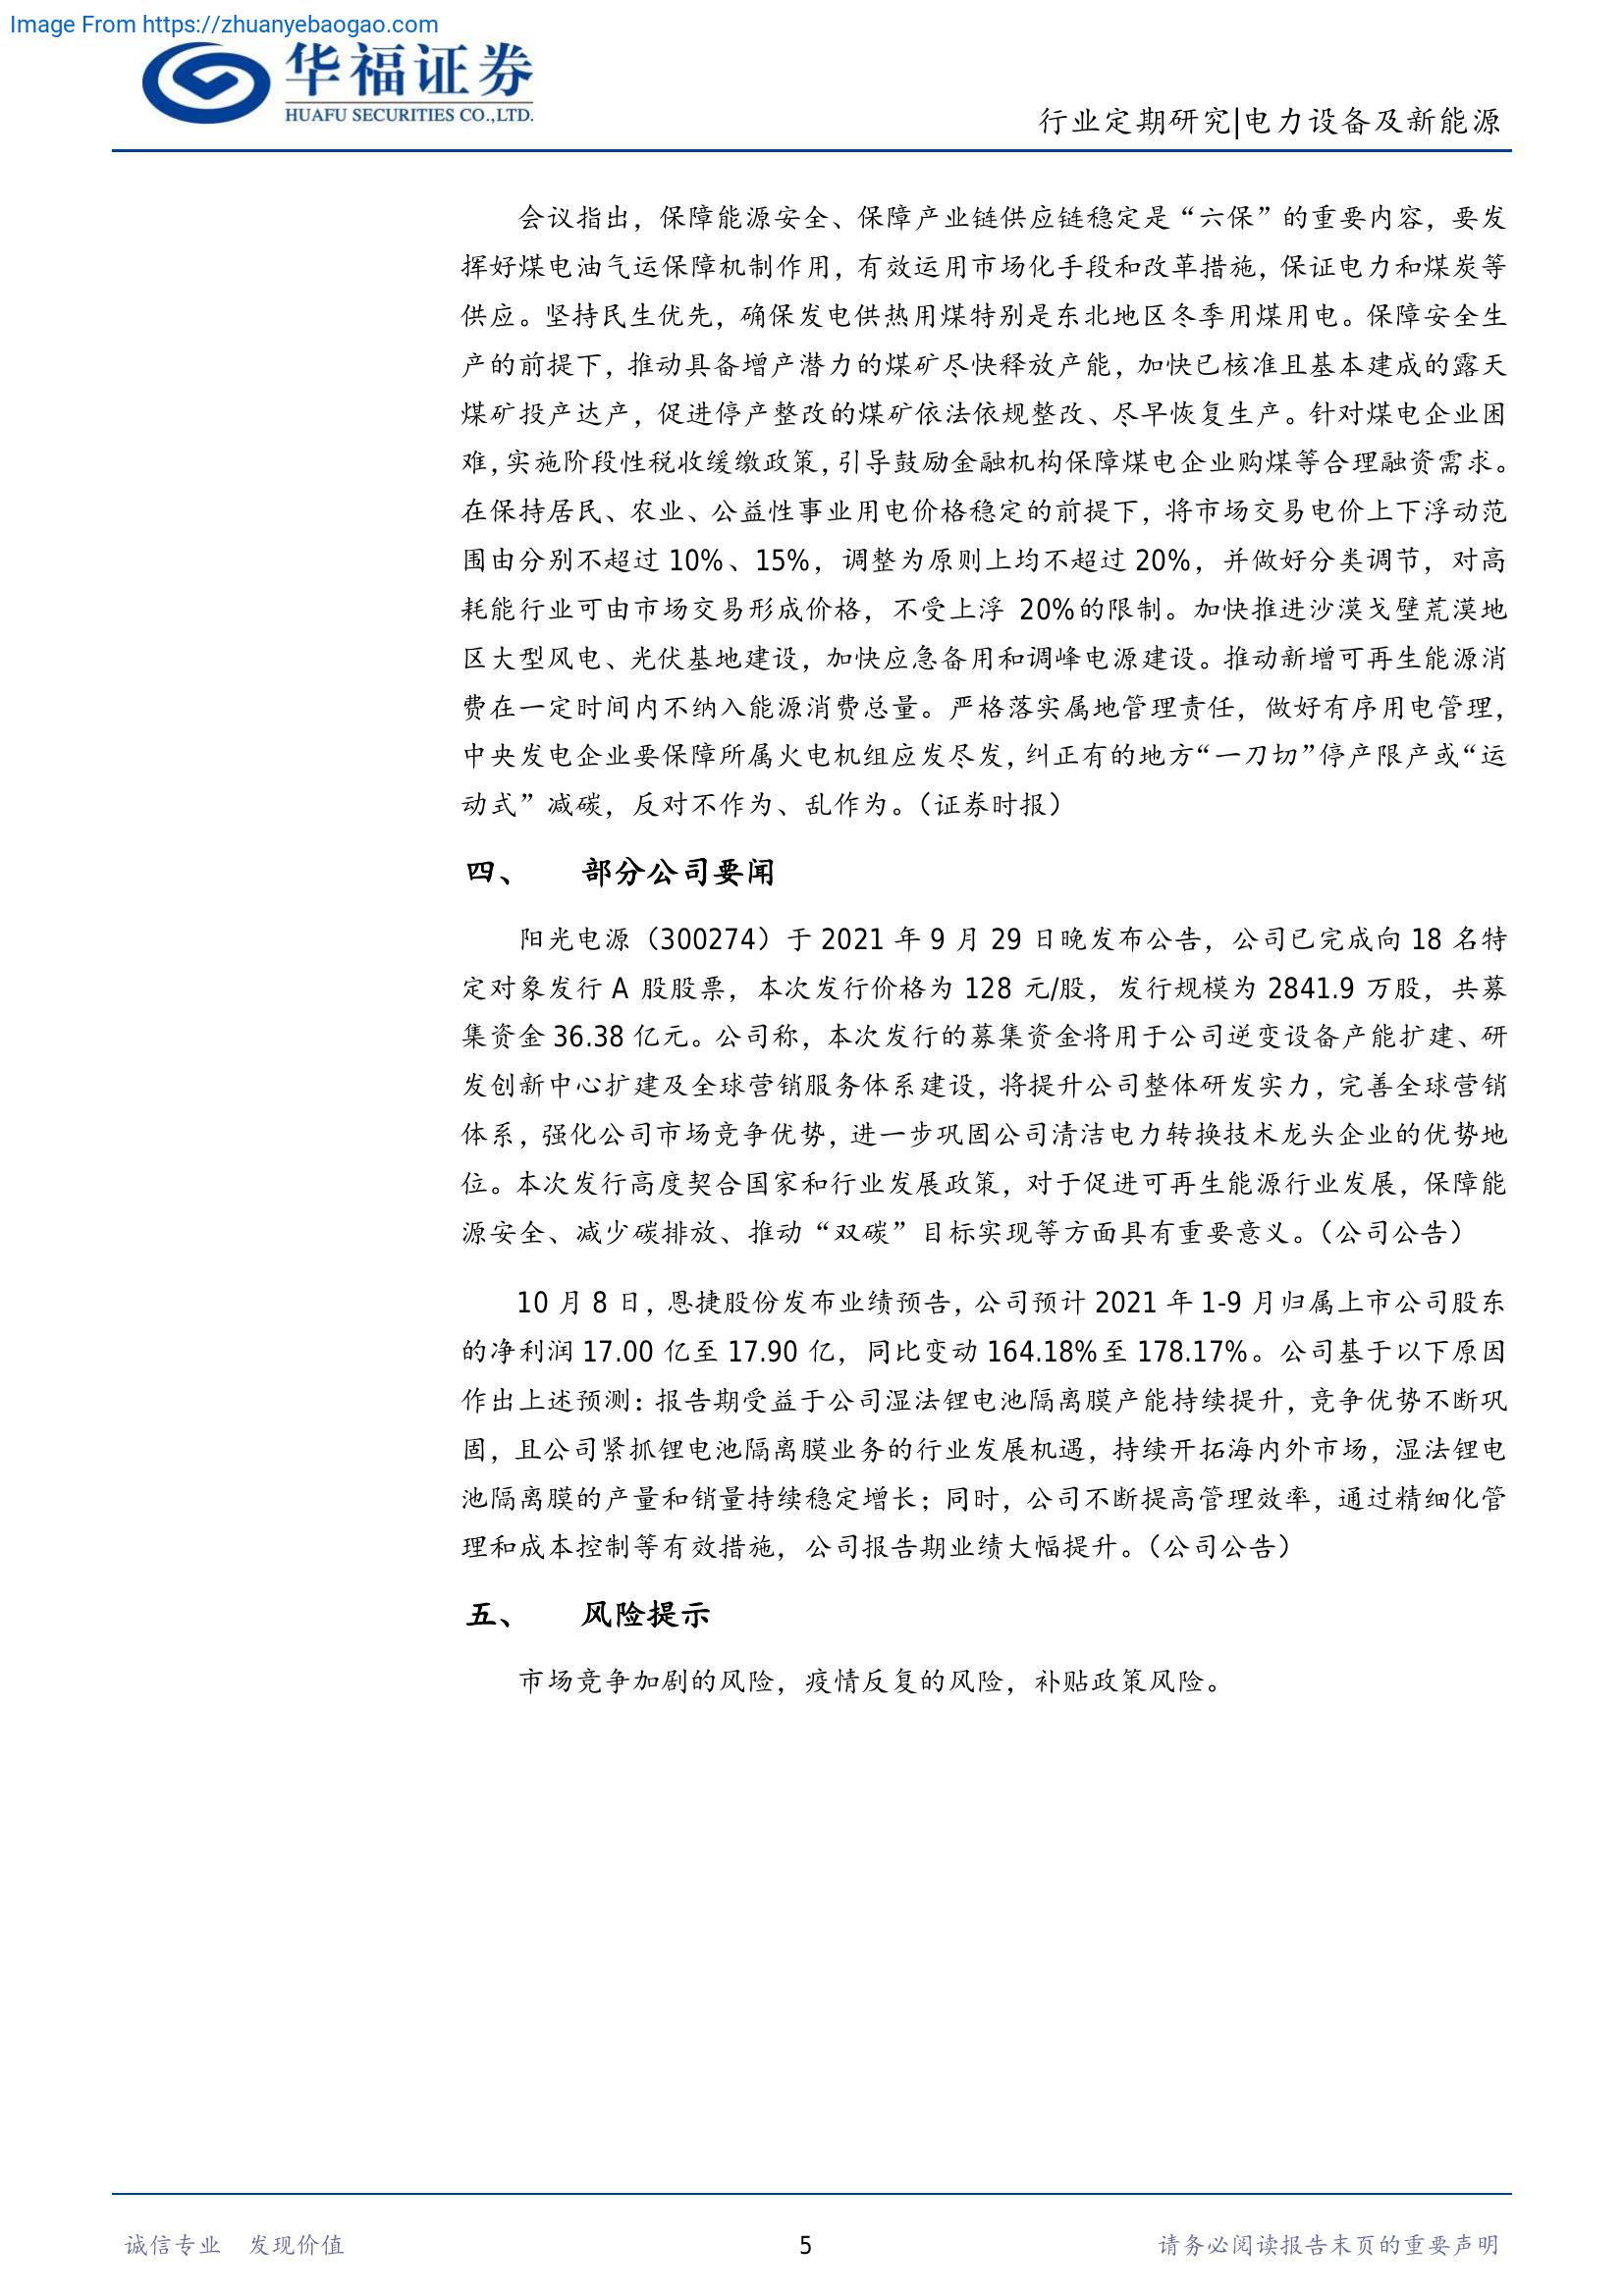 Image From https://zhuanyebaogao.com
华福证券
HUAFU SECURITIES CO.,LTD.
行业定期研究|电力设备及新能源
会议指出，保障能源安全、保障产业链供应链稳定是“六保”的重要内容，要发
挥好煤电油气运保障机制作用，有效运用市场化手段和改革措施，保证电力和煤炭等
供应。坚持民生优先，确保发电供热用煤特别是东北地区冬季用煤用电。保障安全生
产的前提下，推动具备增产潜力的煤矿尽快释放产能，加快已核准且基本建成的露天
煤矿投产达产，促进停产整改的煤矿依法依规整改、尽早恢复生产。针对煤电企业困
难，实施阶段性税收缓缴政策，引导鼓励金融机构保障煤电企业购煤等合理融资需求。
在保持居民、农业、公益性事业用电价格稳定的前提下，将市场交易电价上下浮动范
围由分别不超过 10%、15%，调整为原则上均不超过 20%，并做好分类调节，对高
耗能行业可由市场交易形成价格，不受上浮 20%的限制。加快推进沙漠戈壁荒漠地
区大型风电、光伏基地建设，加快应急备用和调峰电源建设。推动新增可再生能源消
费在一定时间内不纳入能源消费总量。严格落实属地管理责任，做好有序用电管理，
中央发电企业要保障所属火电机组应发尽发，纠正有的地方“一刀切”停产限产或“运
动式”减碳，反对不作为、乱作为。（证券时报）
四、 部分公司要闻
阳光电源（300274）于 2021 年 9 月 29 日晚发布公告，公司已完成向 18 名特
定对象发行 A 股股票，本次发行价格为 128 元/股，发行规模为 2841.9 万股，共募
集资金 36.38 亿元。公司称，本次发行的募集资金将用于公司逆变设备产能扩建、研
发创新中心扩建及全球营销服务体系建设，将提升公司整体研发实力，完善全球营销
体系，强化公司市场竞争优势，进一步巩固公司清洁电力转换技术龙头企业的优势地
位。本次发行高度契合国家和行业发展政策，对于促进可再生能源行业发展，保障能
源安全、减少碳排放、推动“双碳”目标实现等方面具有重要意义。（公司公告）
10 月 8 日，恩捷股份发布业绩预告，公司预计 2021 年 1-9 月归属上市公司股东
的净利润 17.00 亿至 17.90 亿，同比变动 164.18%至 178.17%。公司基于以下原因
作出上述预测：报告期受益于公司湿法锂电池隔离膜产能持续提升，竞争优势不断巩
固，且公司紧抓锂电池隔离膜业务的行业发展机遇，持续开拓海内外市场，湿法锂电
池隔离膜的产量和销量持续稳定增长；同时，公司不断提高管理效率，通过精细化管
理和成本控制等有效措施，公司报告期业绩大幅提升。（公司公告）
五、 风险提示
市场竞争加剧的风险，疫情反复的风险，补贴政策风险。
诚信专业 发现价值
5
请务必阅读报告末页的重要声明